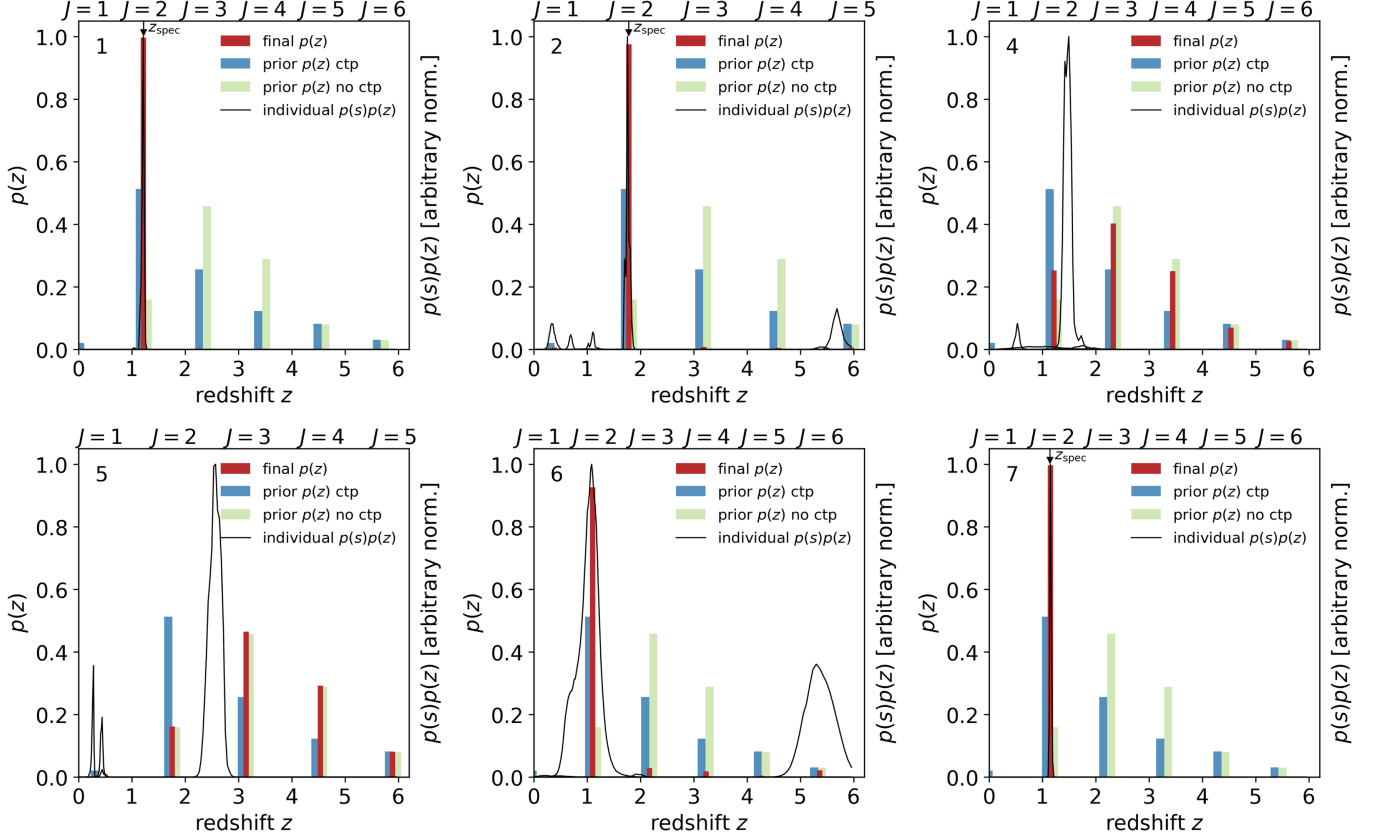 J = 1 J = 2 J = 3 J = 4 J = 5 J = 6
1
z_spec
final p(z)
prior p(z) ctp
prior p(z) no ctp
individual p(s)p(z)
1.0
0.8
0.6
0.4
0.2
0.0
p(z)
p(s)p(z) [arbitrary norm.]
0 1 2 3 4 5 6
redshift z
J = 1 J = 2 J = 3 J = 4 J = 5
2
z_spec
final p(z)
prior p(z) ctp
prior p(z) no ctp
individual p(s)p(z)
1.0
0.8
0.6
0.4
0.2
0.0
p(z)
p(s)p(z) [arbitrary norm.]
0 1 2 3 4 5 6
redshift z
J = 1 J = 2 J = 3 J = 4 J = 5 J = 6
4
final p(z)
prior p(z) ctp
prior p(z) no ctp
individual p(s)p(z)
1.0
0.8
0.6
0.4
0.2
0.0
p(z)
p(s)p(z) [arbitrary norm.]
0 1 2 3 4 5 6
redshift z
J = 1 J = 2 J = 3 J = 4 J = 5
5
final p(z)
prior p(z) ctp
prior p(z) no ctp
individual p(s)p(z)
1.0
0.8
0.6
0.4
0.2
0.0
p(z)
p(s)p(z) [arbitrary norm.]
0 1 2 3 4 5 6
redshift z
J = 1 J = 2 J = 3 J = 4 J = 5 J = 6
6
final p(z)
prior p(z) ctp
prior p(z) no ctp
individual p(s)p(z)
1.0
0.8
0.6
0.4
0.2
0.0
p(z)
p(s)p(z) [arbitrary norm.]
0 1 2 3 4 5 6
redshift z
J = 1 J = 2 J = 3 J = 4 J = 5 J = 6
7
z_spec
final p(z)
prior p(z) ctp
prior p(z) no ctp
individual p(s)p(z)
1.0
0.8
0.6
0.4
0.2
0.0
p(z)
p(s)p(z) [arbitrary norm.]
0 1 2 3 4 5 6
redshift z